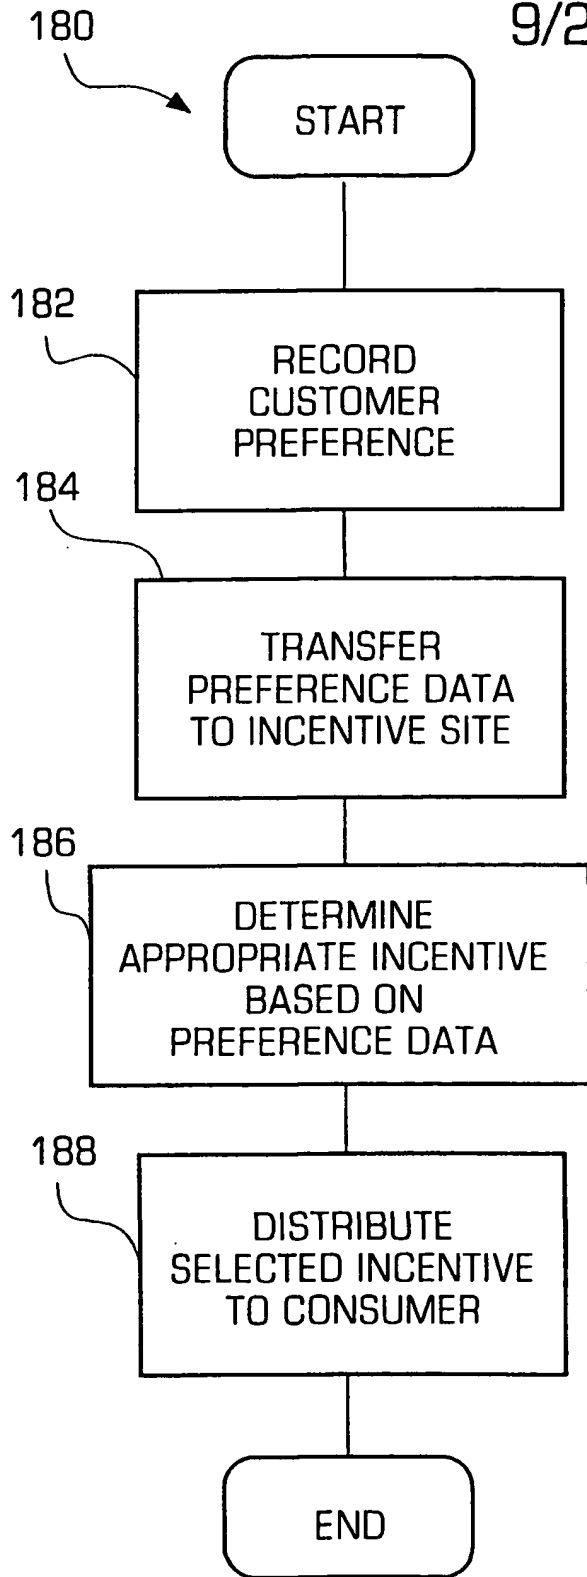 180
9/2
START
182
RECORD
CUSTOMER
PREFERENCE
184
TRANSFER
PREFERENCE DATA
TO INCENTIVE SITE
186
DETERMINE
APPROPRIATE INCENTIVE
BASED ON
PREFERENCE DATA
188
DISTRIBUTE
SELECTED INCENTIVE
TO CONSUMER
END